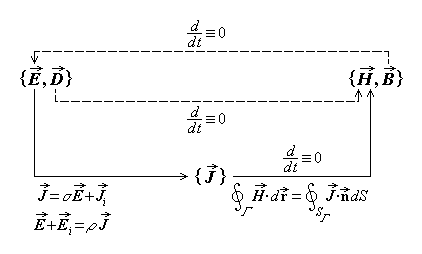 d/dt ≡ 0
{E⃗, D⃗} {H⃗, B⃗}
d/dt ≡ 0
d/dt ≡ 0
{J⃗}
J⃗ = σE⃗ + J⃗ᵢ ∮_Γ H⃗·dr⃗ = ∮_{S_Γ} J⃗·n⃗dS
E⃗ + E⃗ᵢ = ρJ⃗